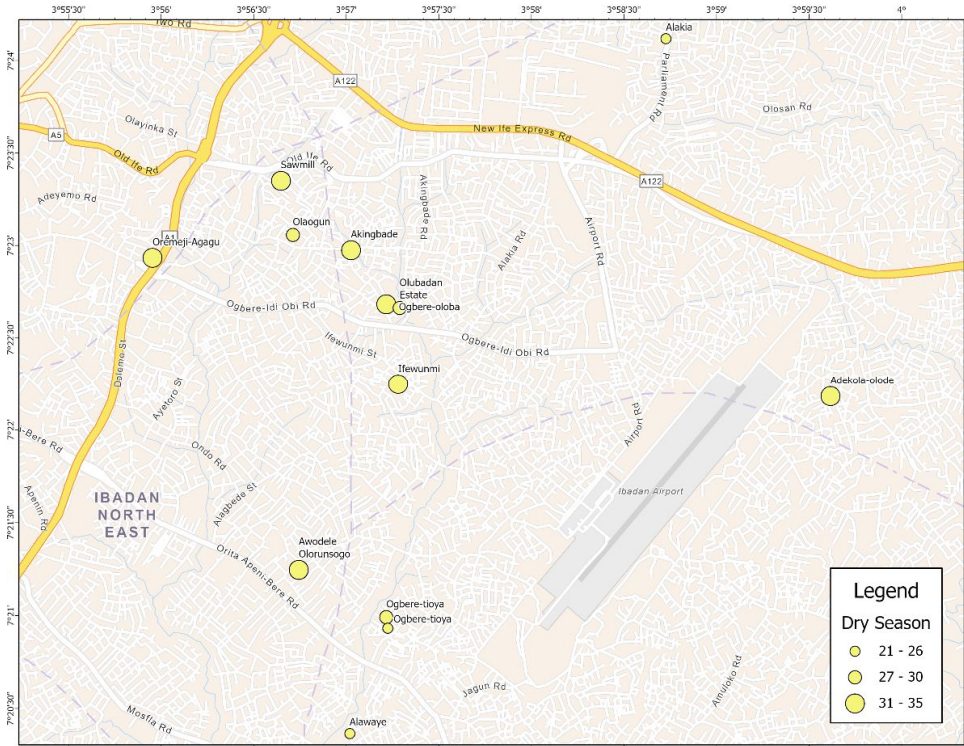 3°55'30"
3°56'
3°56'30"
3°57'
3°57'30"
3°58'
3°58'30"
3°59'
3°59'30"
4°
Iwo Rd
Alakia
7°24'
A122
Parliament Rd
Olosan Rd
Olayinka St
A5
New Ife Express Rd
7°23'30"
Old Ife Rd
Old Ife Rd
Sawmill
A122
Adeyemo Rd
Akingbade Rd
Olaogun
Akingbade
Airport Rd
Alakia Rd
7°23'
A1
Oremeji-Agagu
Olubadan
Estate
Ogbere-oloba
Ogbere-Idi Obi Rd
7°22'30"
Ifewunmi St
Ogbere-Idi Obi Rd
Dalemo St
Ifewunmi
Adekola-olode
Ayetoro St
Airport Rd
7°22'
a-Bere Rd
Ondo Rd
Apenin Rd
Alagbede St
Ibadan Airport
IBADAN
NORTH
EAST
7°21'30"
Awodele
Olorunsogo
Orita Apeni-Bere Rd
Ogbere-tioya
Ogbere-tioya
7°21'
Legend
Dry Season
21 - 26
27 - 30
31 - 35
Jagun Rd
Amuloko Rd
7°20'30"
Mosfla Rd
Alawaye